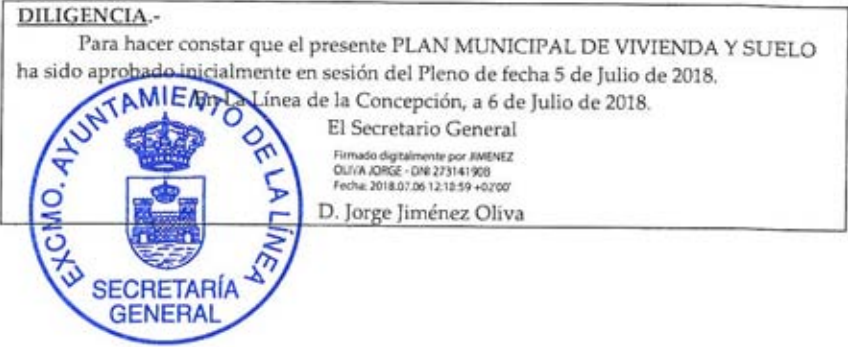 DILIGENCIA.-
Para hacer constar que el presente PLAN MUNICIPAL DE VIVIENDA Y SUELO
ha sido aprobado inicialmente en sesión del Pleno de fecha 5 de Julio de 2018.
En La Línea de la Concepción, a 6 de Julio de 2018.
El Secretario General
Firmado digitalmente por JIMENEZ
OLIVA JORGE - DNI 27314190B
Fecha: 2018.07.06 12:18:59 +02'00'
D. Jorge Jiménez Oliva
EXCMO. AYUNTAMIENTO DE LA LÍNEA
SECRETARÍA
GENERAL